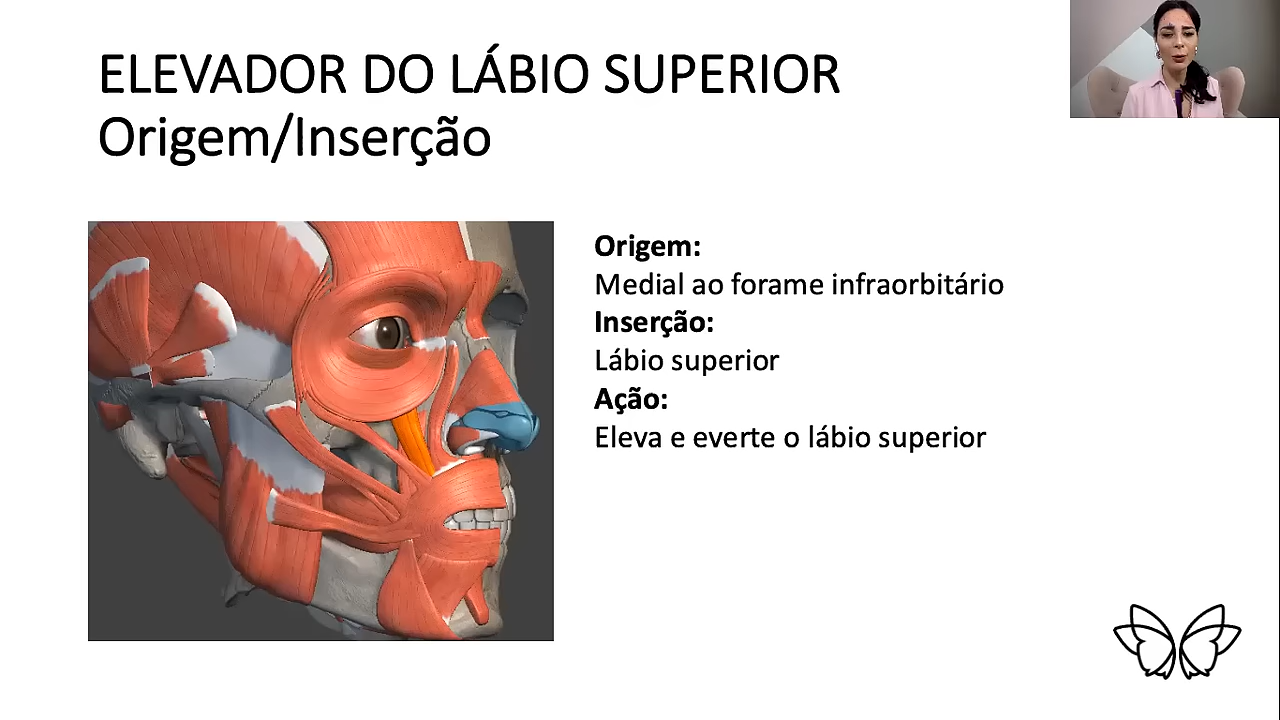 ELEVADOR DO LÁBIO SUPERIOR
Origem/Inserção
Origem:
Medial ao forame infraorbitário
Inserção:
Lábio superior
Ação:
Eleva e everte o lábio superior